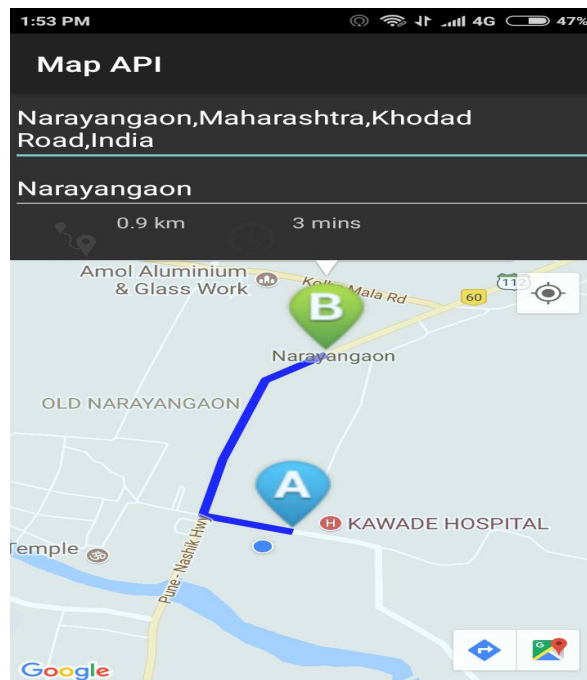 1:53 PM 4G 47%
Map API
Narayangaon,Maharashtra,Khodad
Road,India
Narayangaon
0.9 km 3 mins
Amol Aluminium
& Glass Work
Mala Rd
60
112
B
Narayangaon
OLD NARAYANGAON
A
H KAWADE HOSPITAL
Temple
Pune - Nashik Hwy
Google